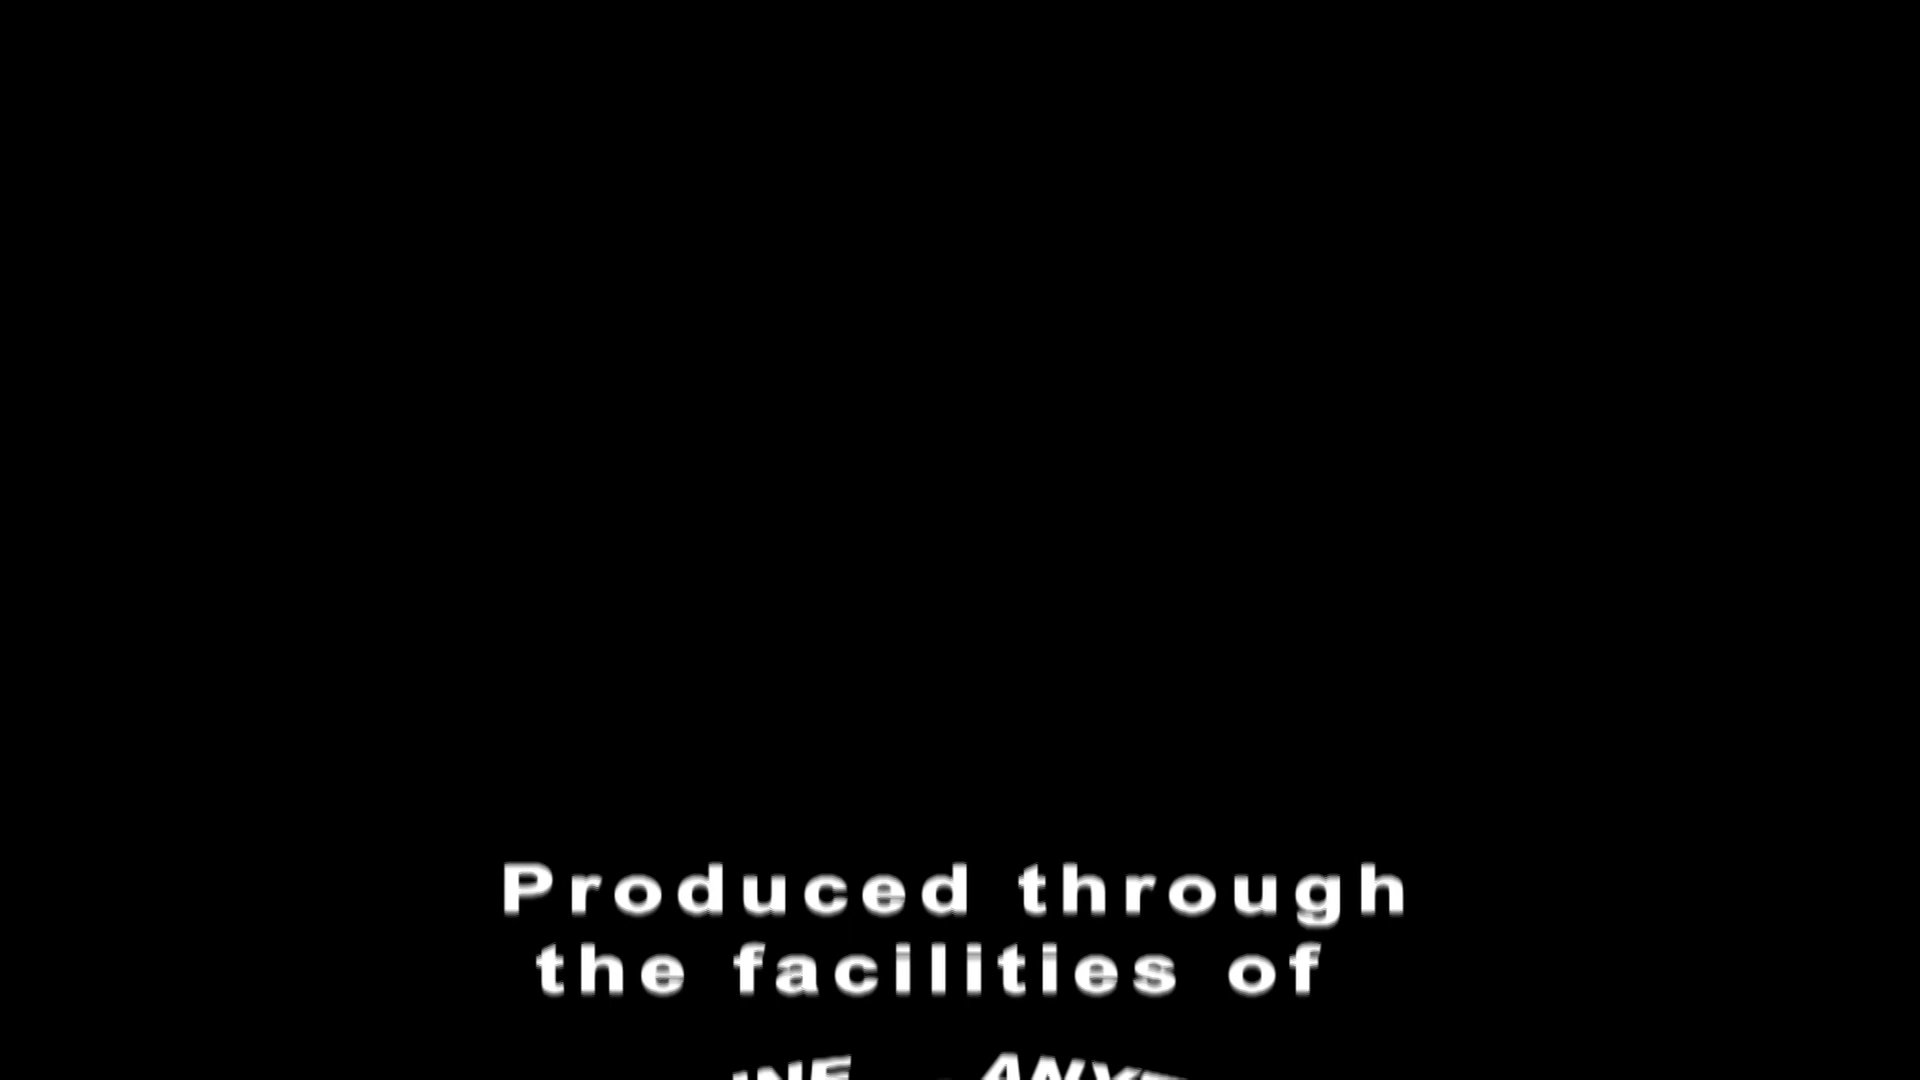 Produced through
the facilities of